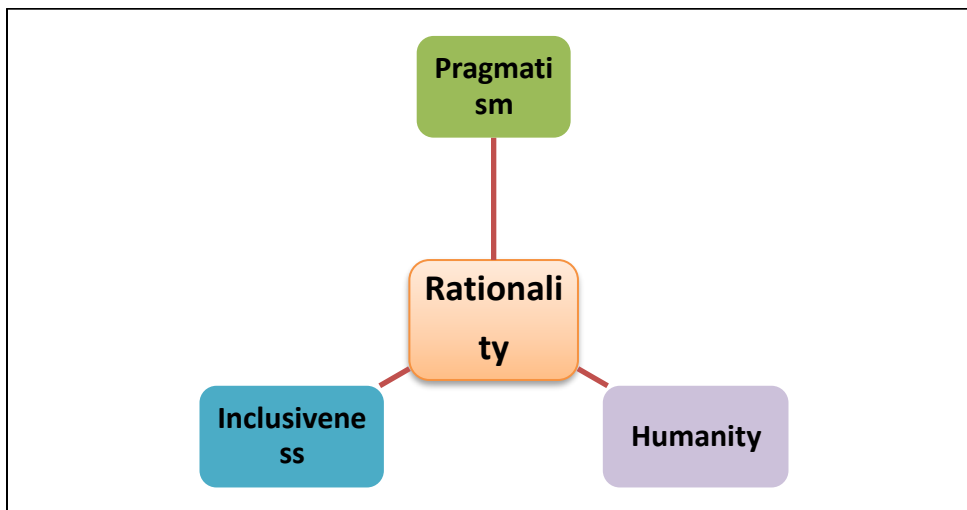 Pragmati
sm
Rationali
ty
Inclusivene
ss
Humanity